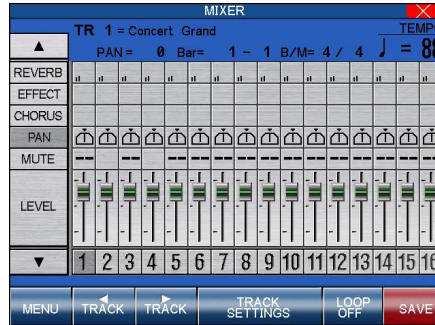 MIXER
TR 1 = Concert Grand TEMP
PAN = 0 Bar= 1 - 1 B/M= 4 / 4 = 8
REVERB
EFFECT
CHORUS
PAN
MUTE
LEVEL
1 2 3 4 5 6 7 8 9 10 11 12 13 14 15 16
MENU TRACK TRACK TRACK SETTINGS LOOP OFF SAVE